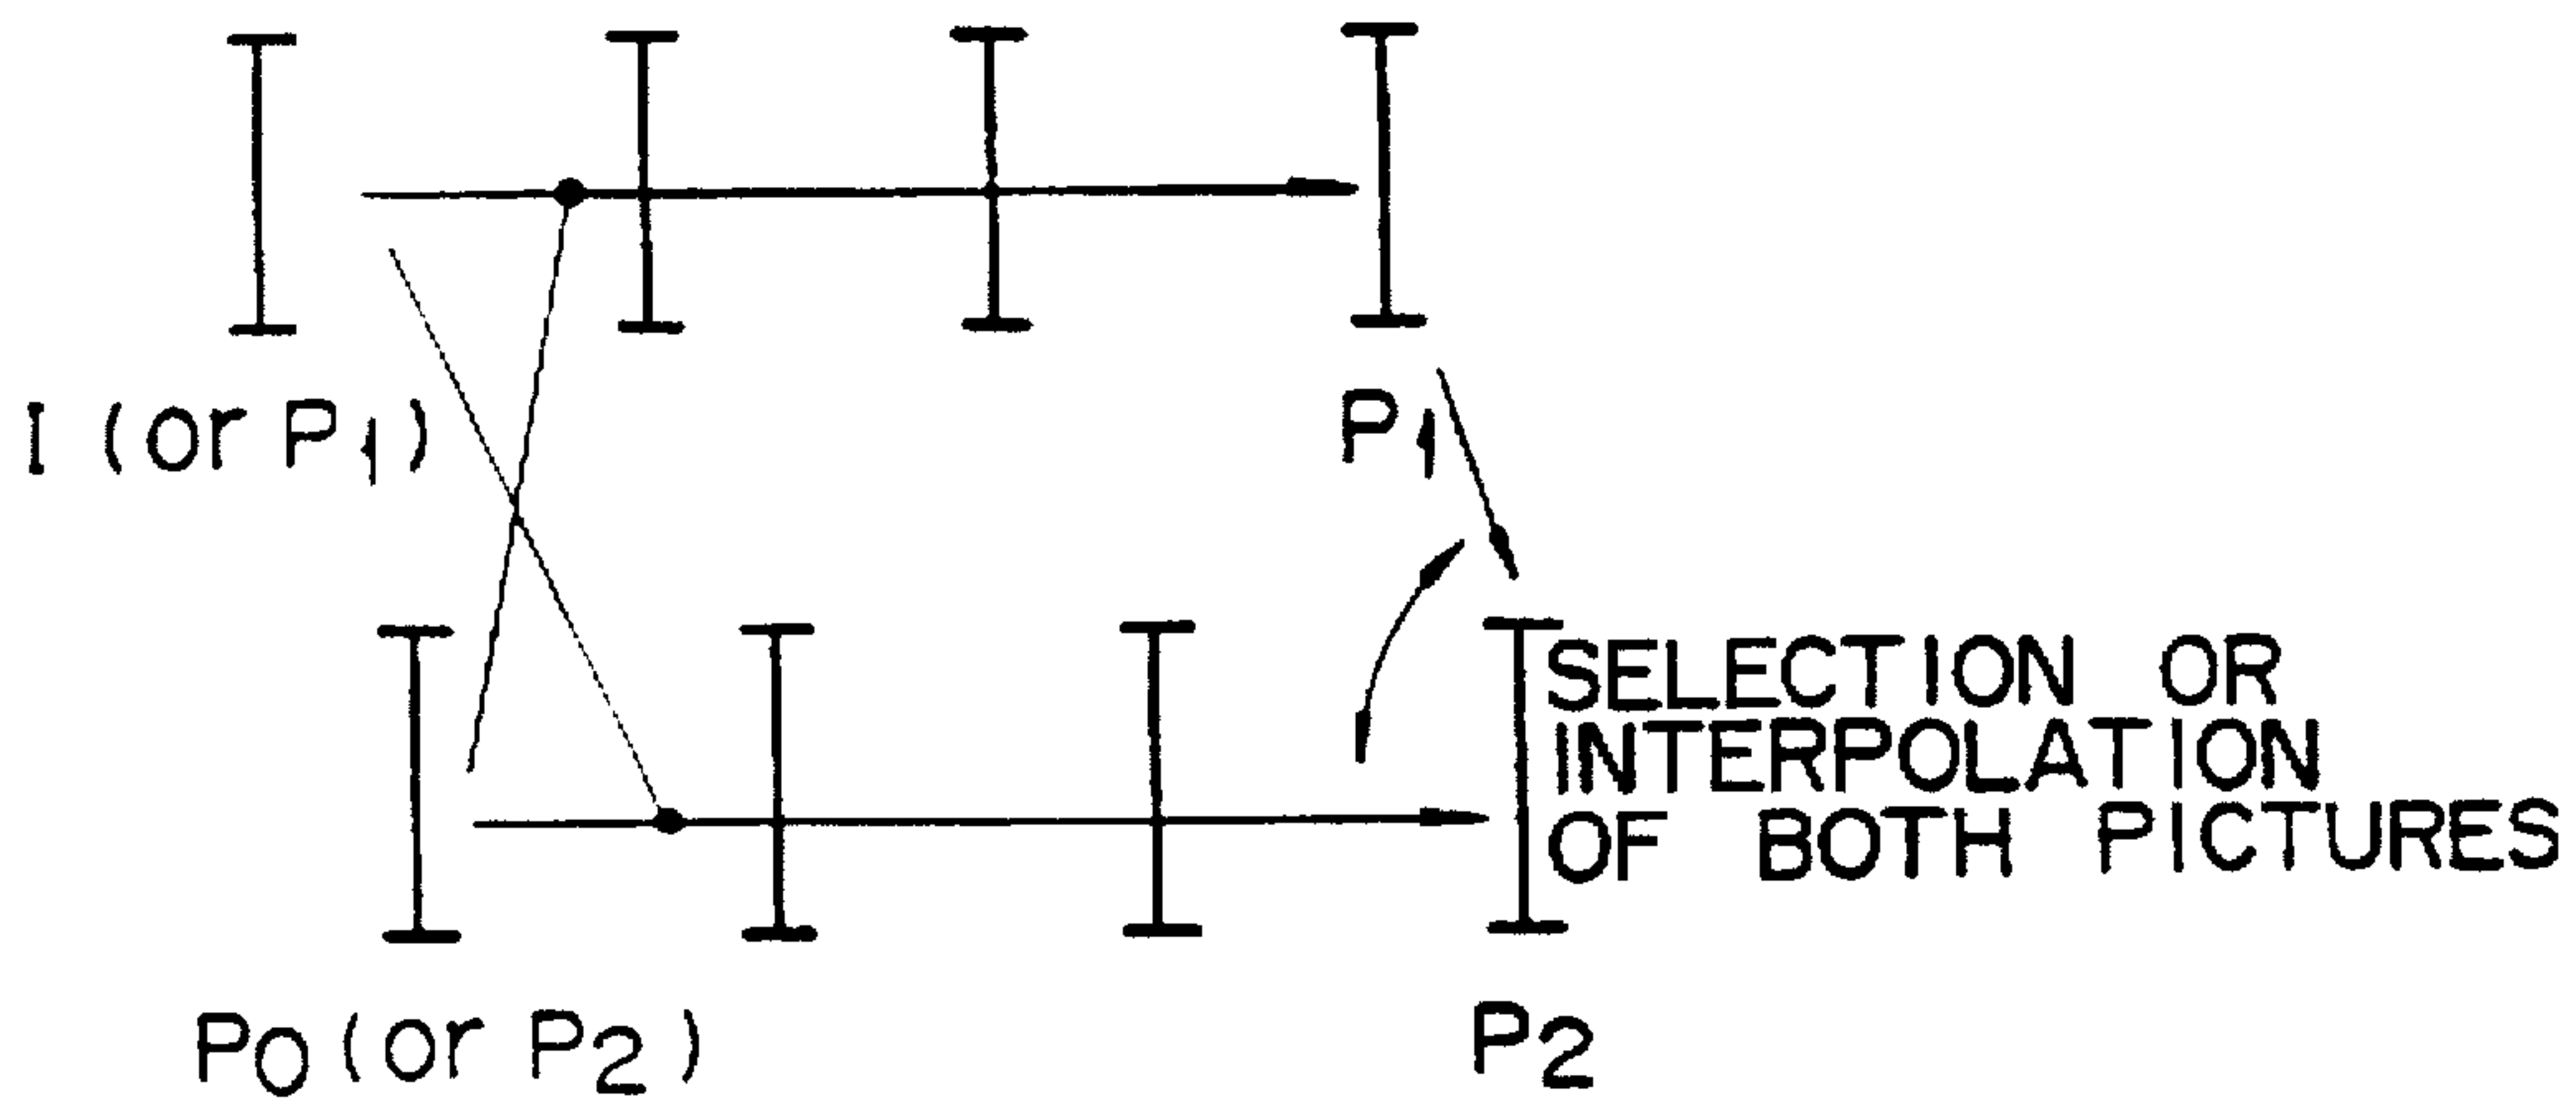 I (or P1)
P1
SELECTION OR
INTERPOLATION
OF BOTH PICTURES
P0 (or P2)
P2